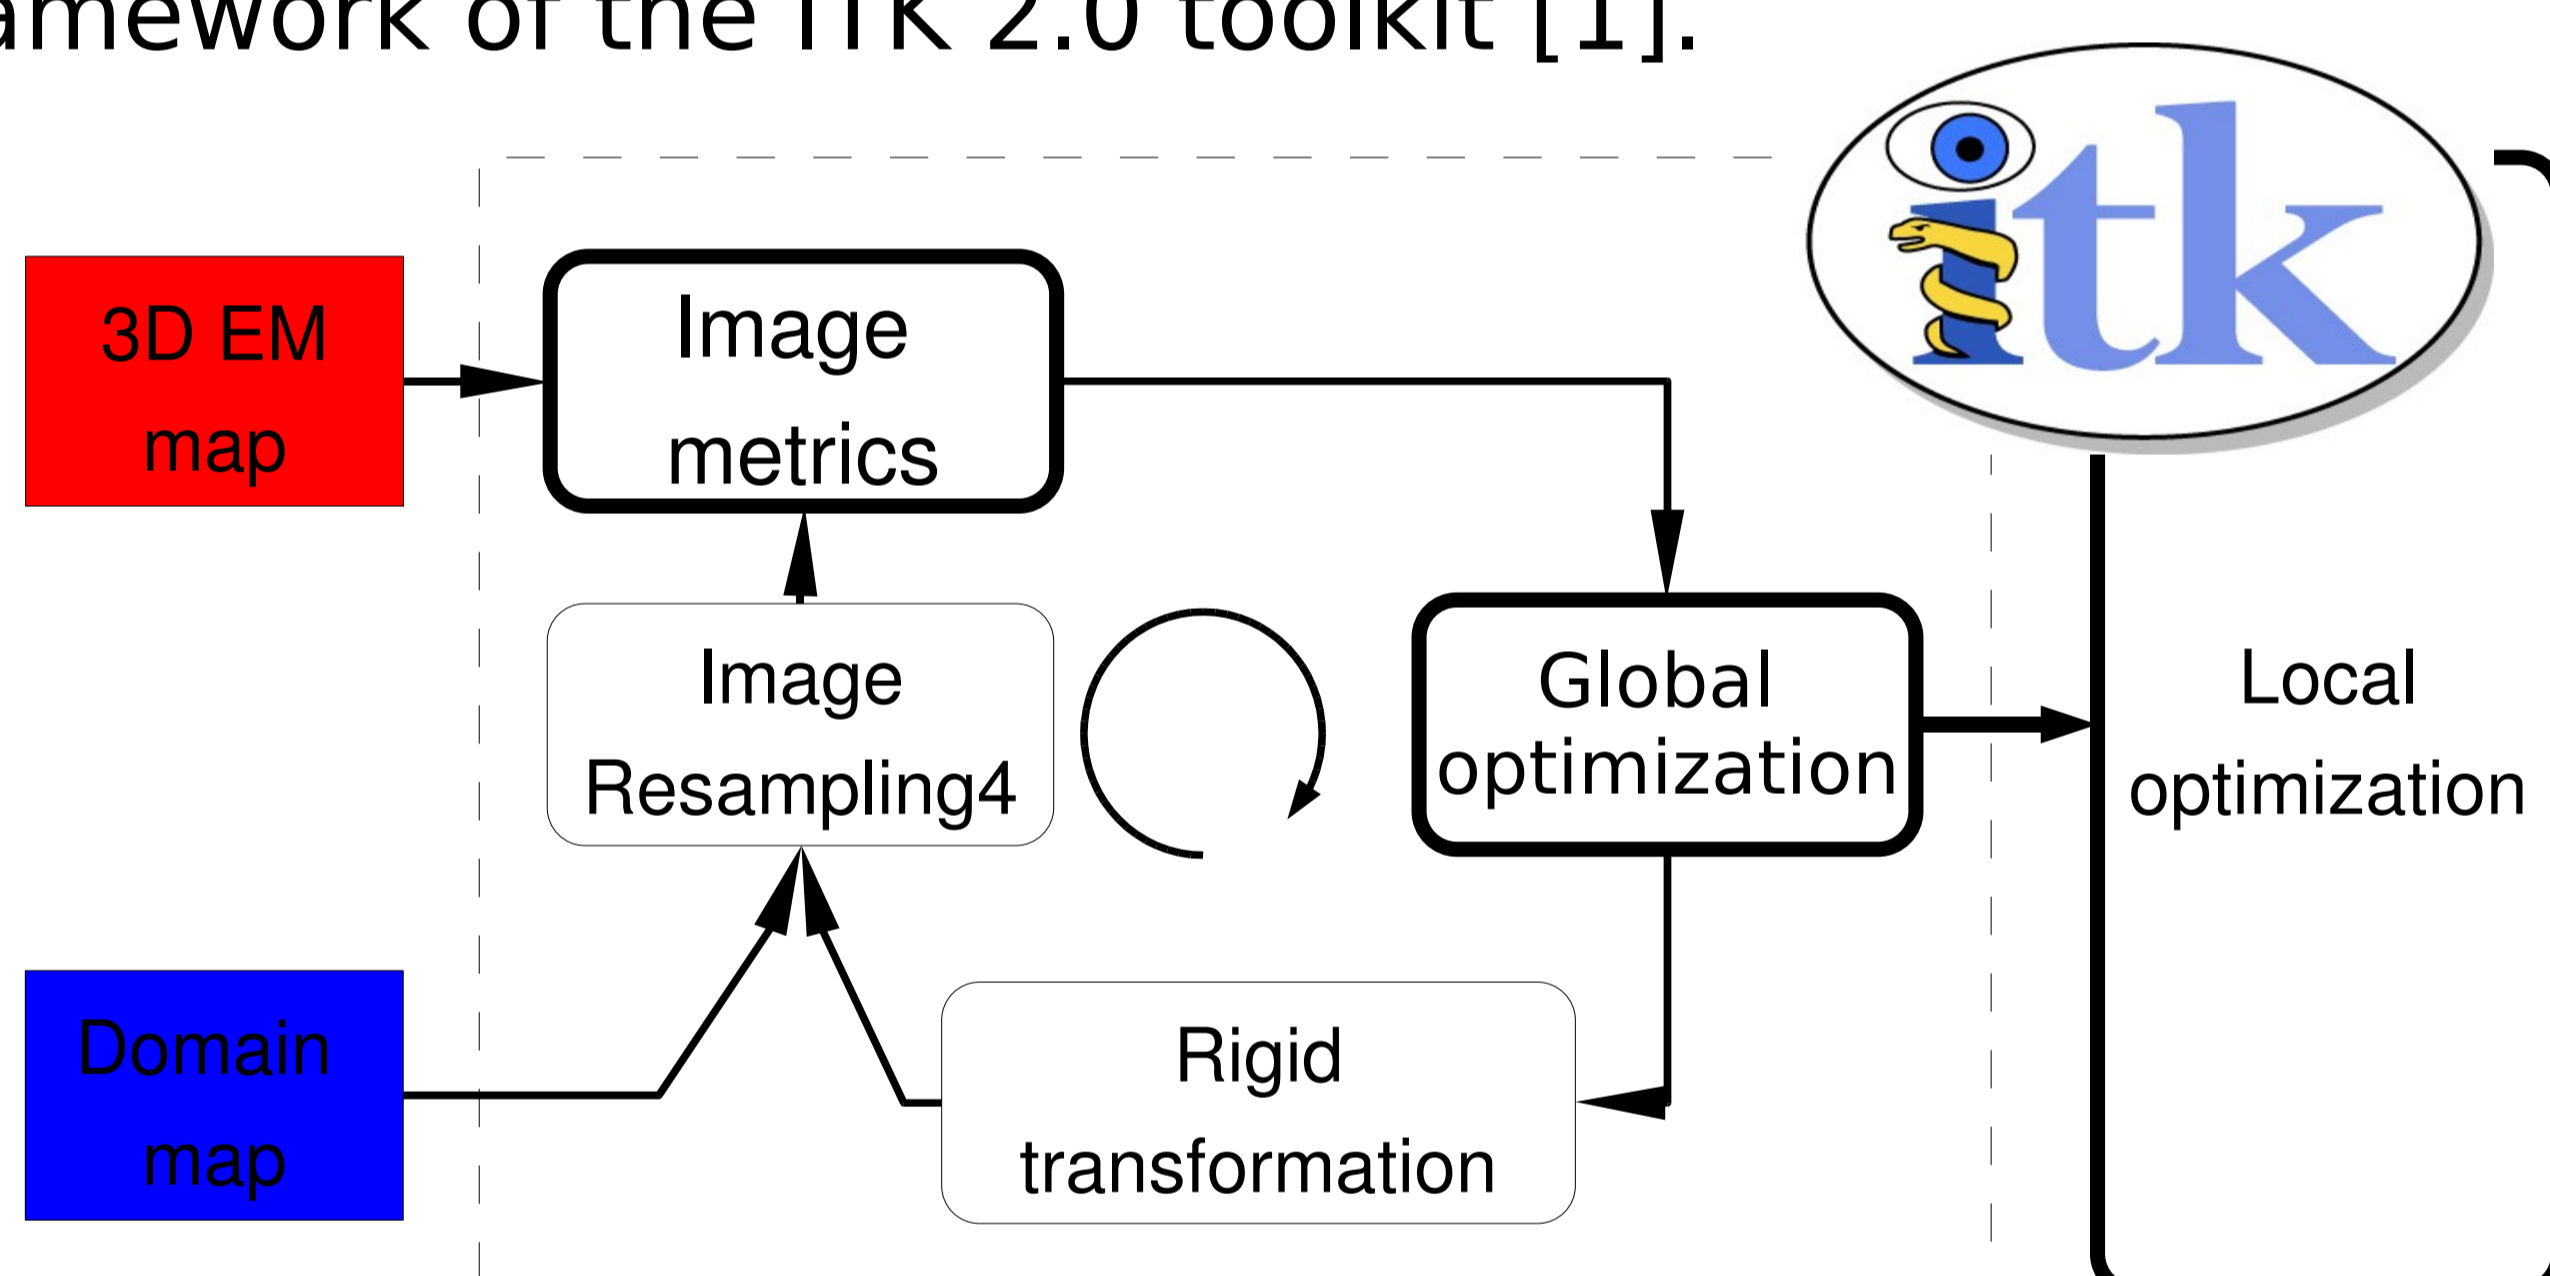 amework of the ITK 2.0 toolkit [1].
itk
3D EM
map
Image
metrics
Image
Resampling4
Global
optimization
Local
optimization
Domain
map
Rigid
transformation